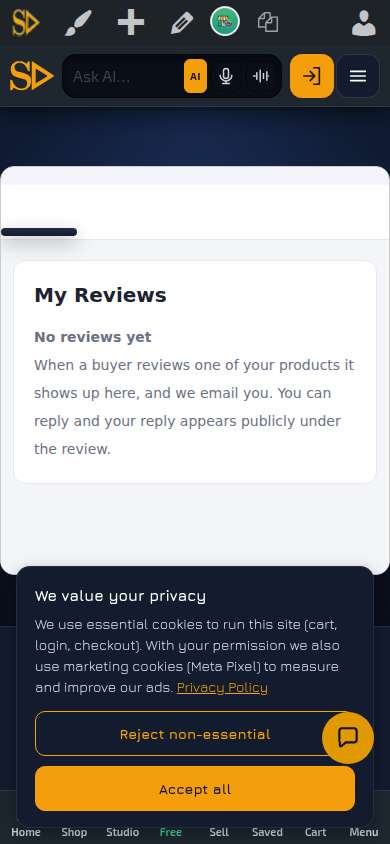 SD
Ask AI...
AI
My Reviews
No reviews yet
When a buyer reviews one of your products it
shows up here, and we email you. You can
reply and your reply appears publicly under
the review.
We value your privacy
We use essential cookies to run this site (cart,
login, checkout). With your permission we also
use marketing cookies (Meta Pixel) to measure
and improve our ads. Privacy Policy
Reject non-essential
Accept all
Home Shop Studio Free Sell Saved Cart Menu